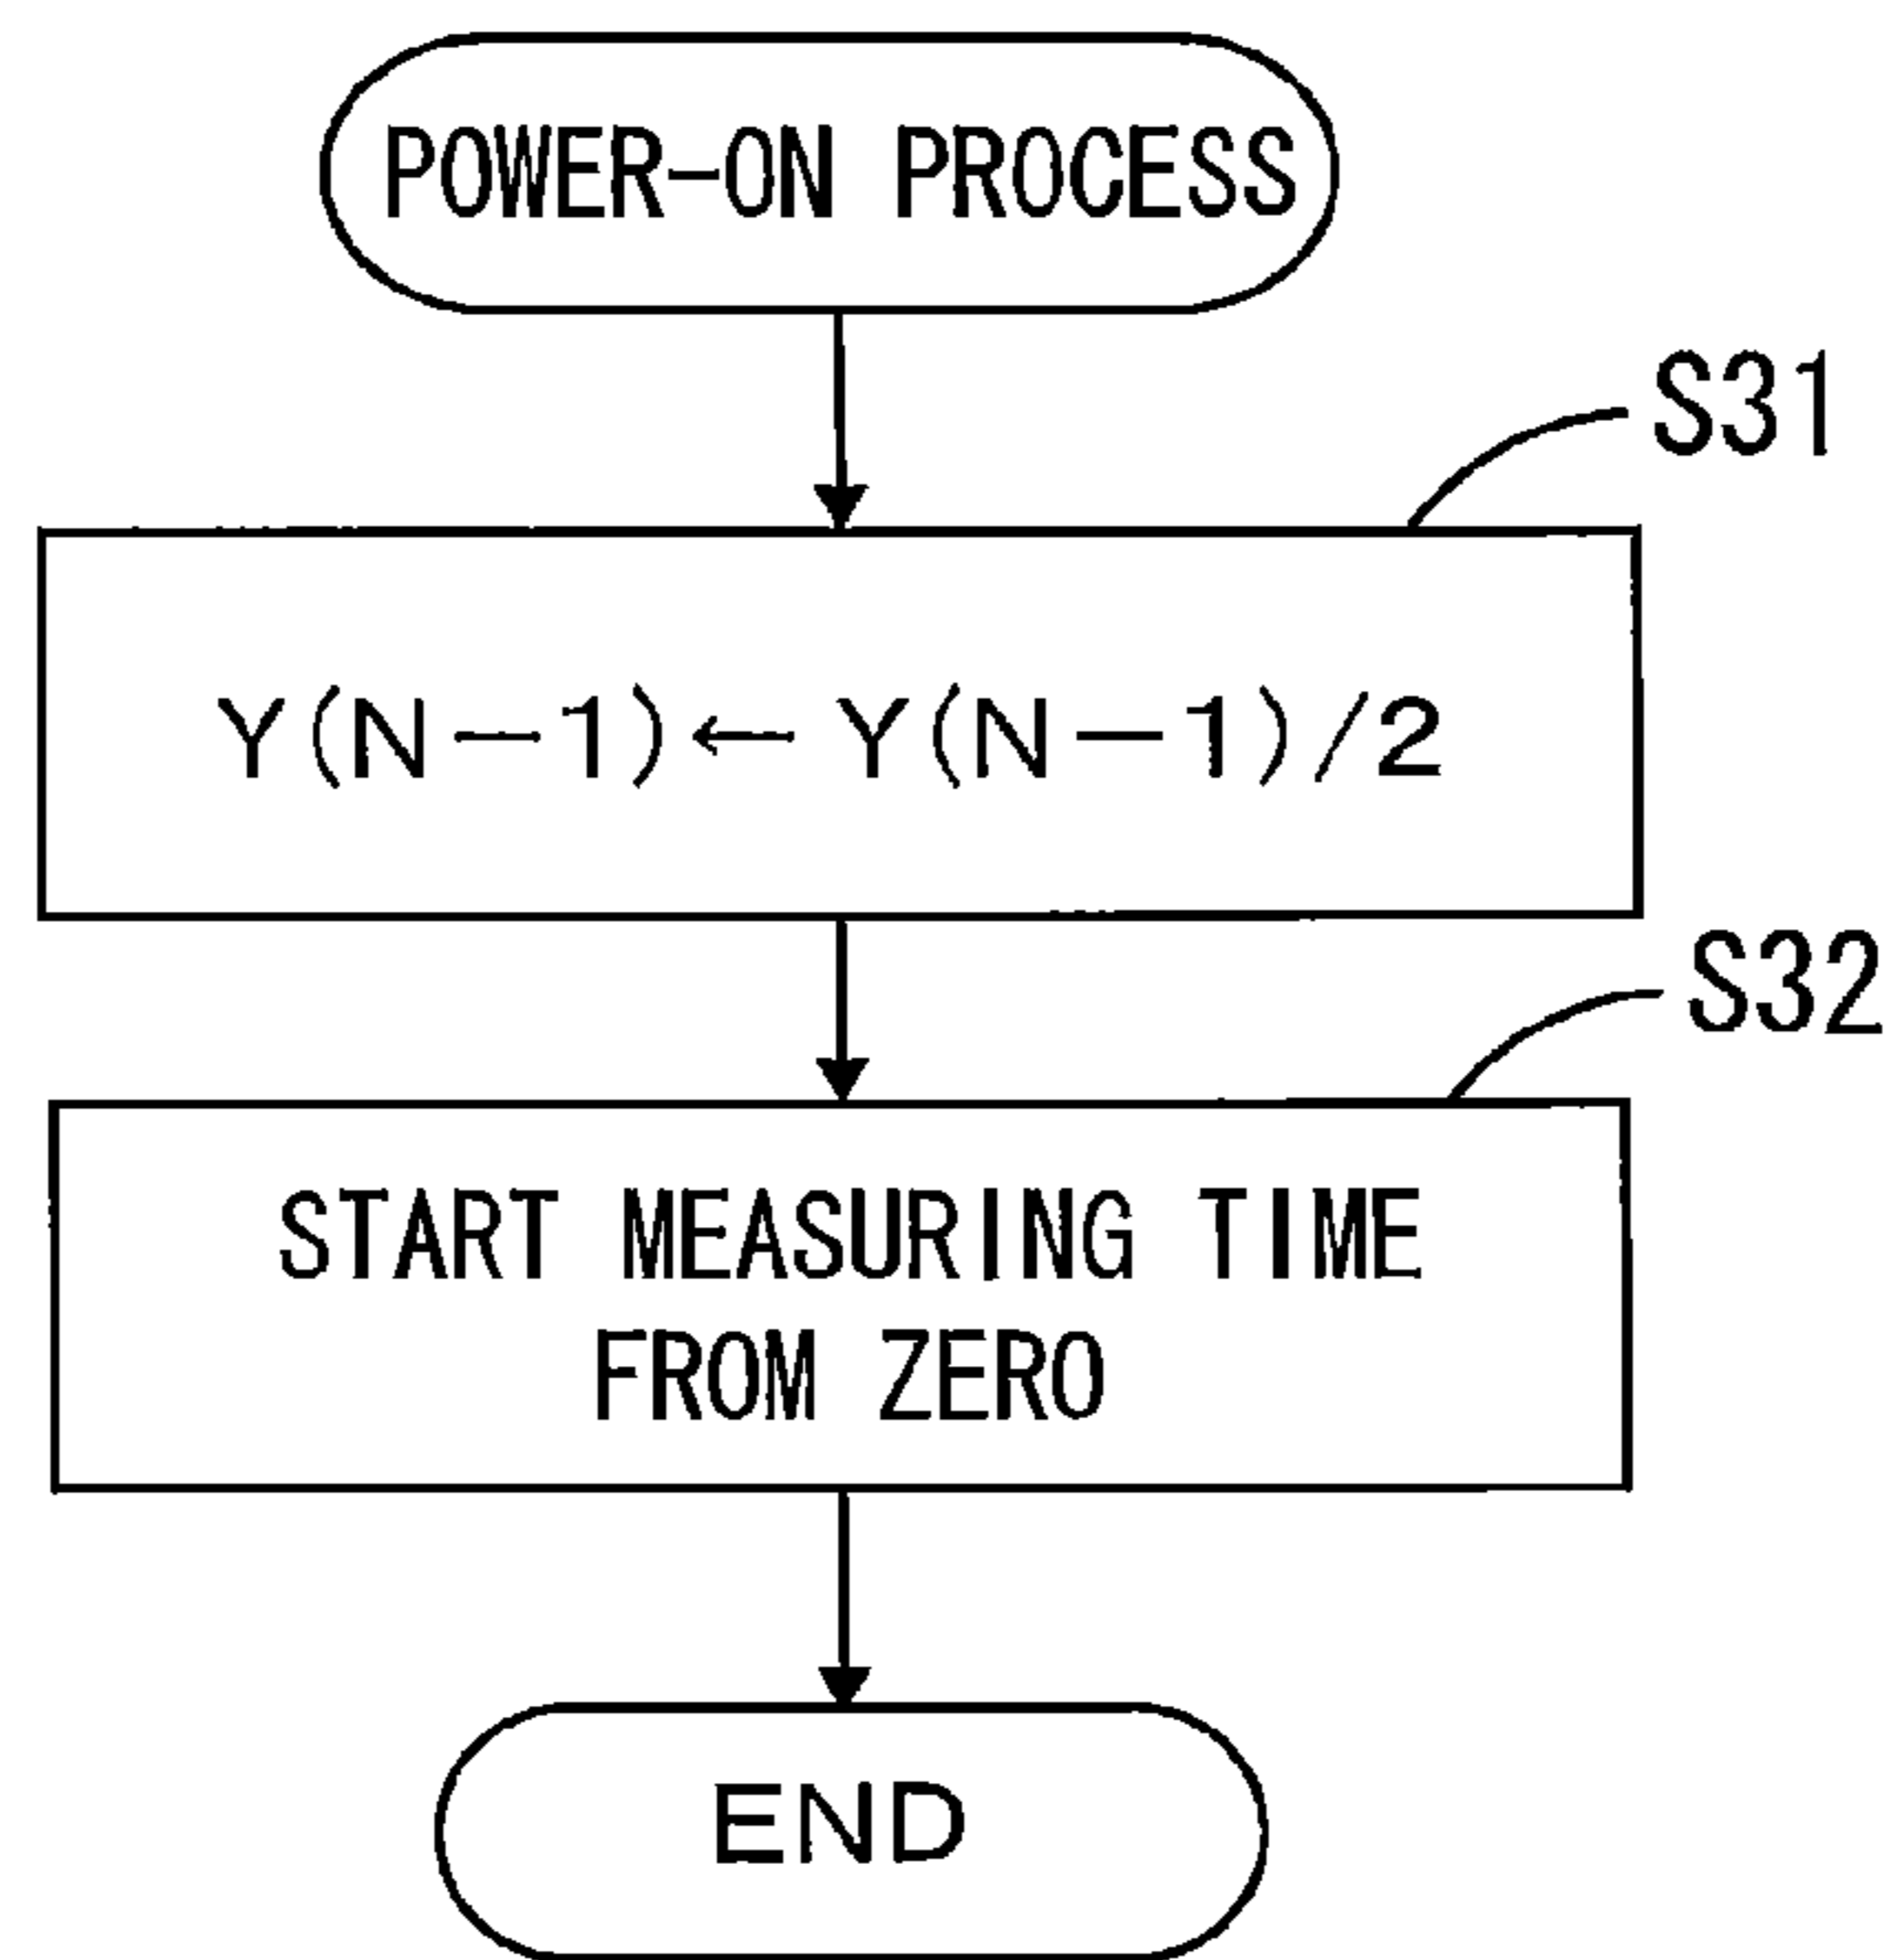 POWER-ON PROCESS
S31
Y(N-1)← Y(N-1)/2
S32
START MEASURING TIME
FROM ZERO
END